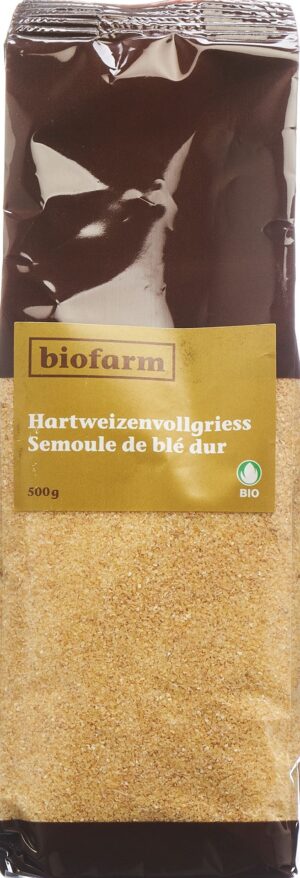 biofarm
Hartweizenvollgriess
Semoule de blé dur
500g
BIO